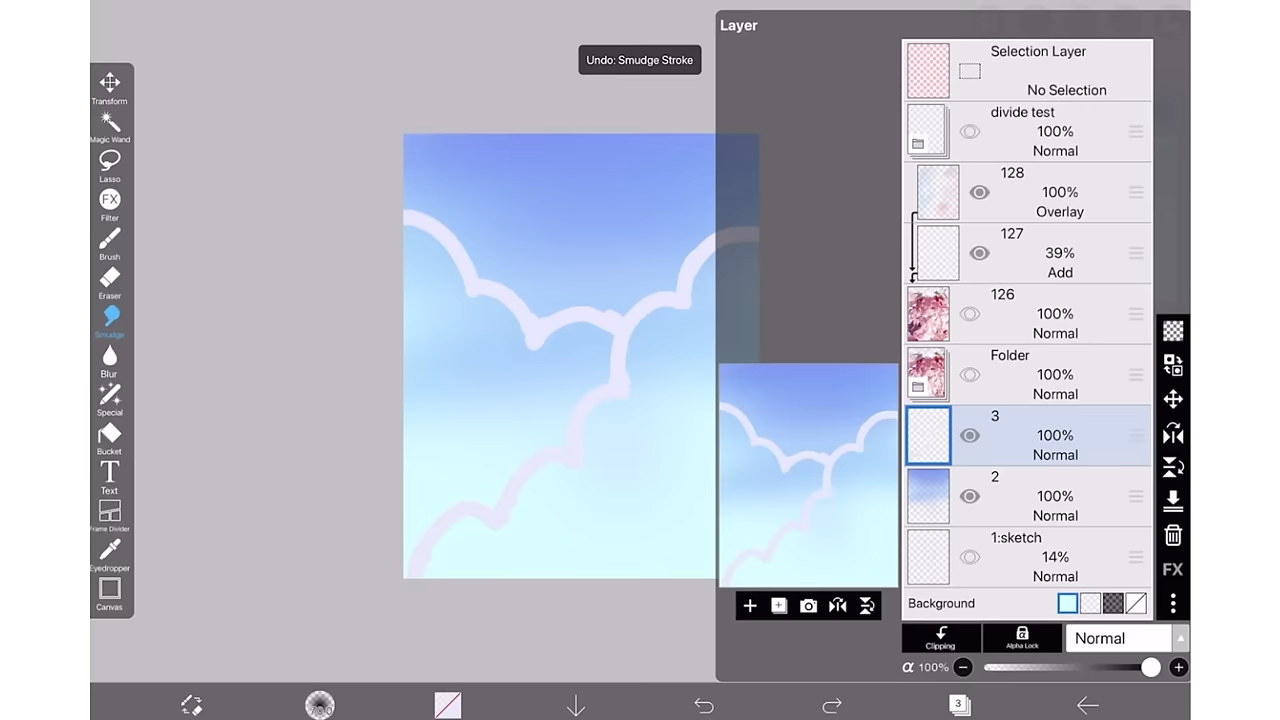 Layer
Undo: Smudge Stroke
Transform
Magic Wand
Lasso
FX
Filter
Brush
Eraser
Smudge
Blur
Special
Bucket
T
Text
Frame Divider
Eyedropper
Canvas
Selection Layer
No Selection
divide test
100%
Normal
128
100%
Overlay
127
39%
Add
126
100%
Normal
Folder
100%
Normal
3
100%
Normal
2
100%
Normal
1:sketch
14%
Normal
Background
FX
Clipping
Alpha Lock
Normal
α 100%
3